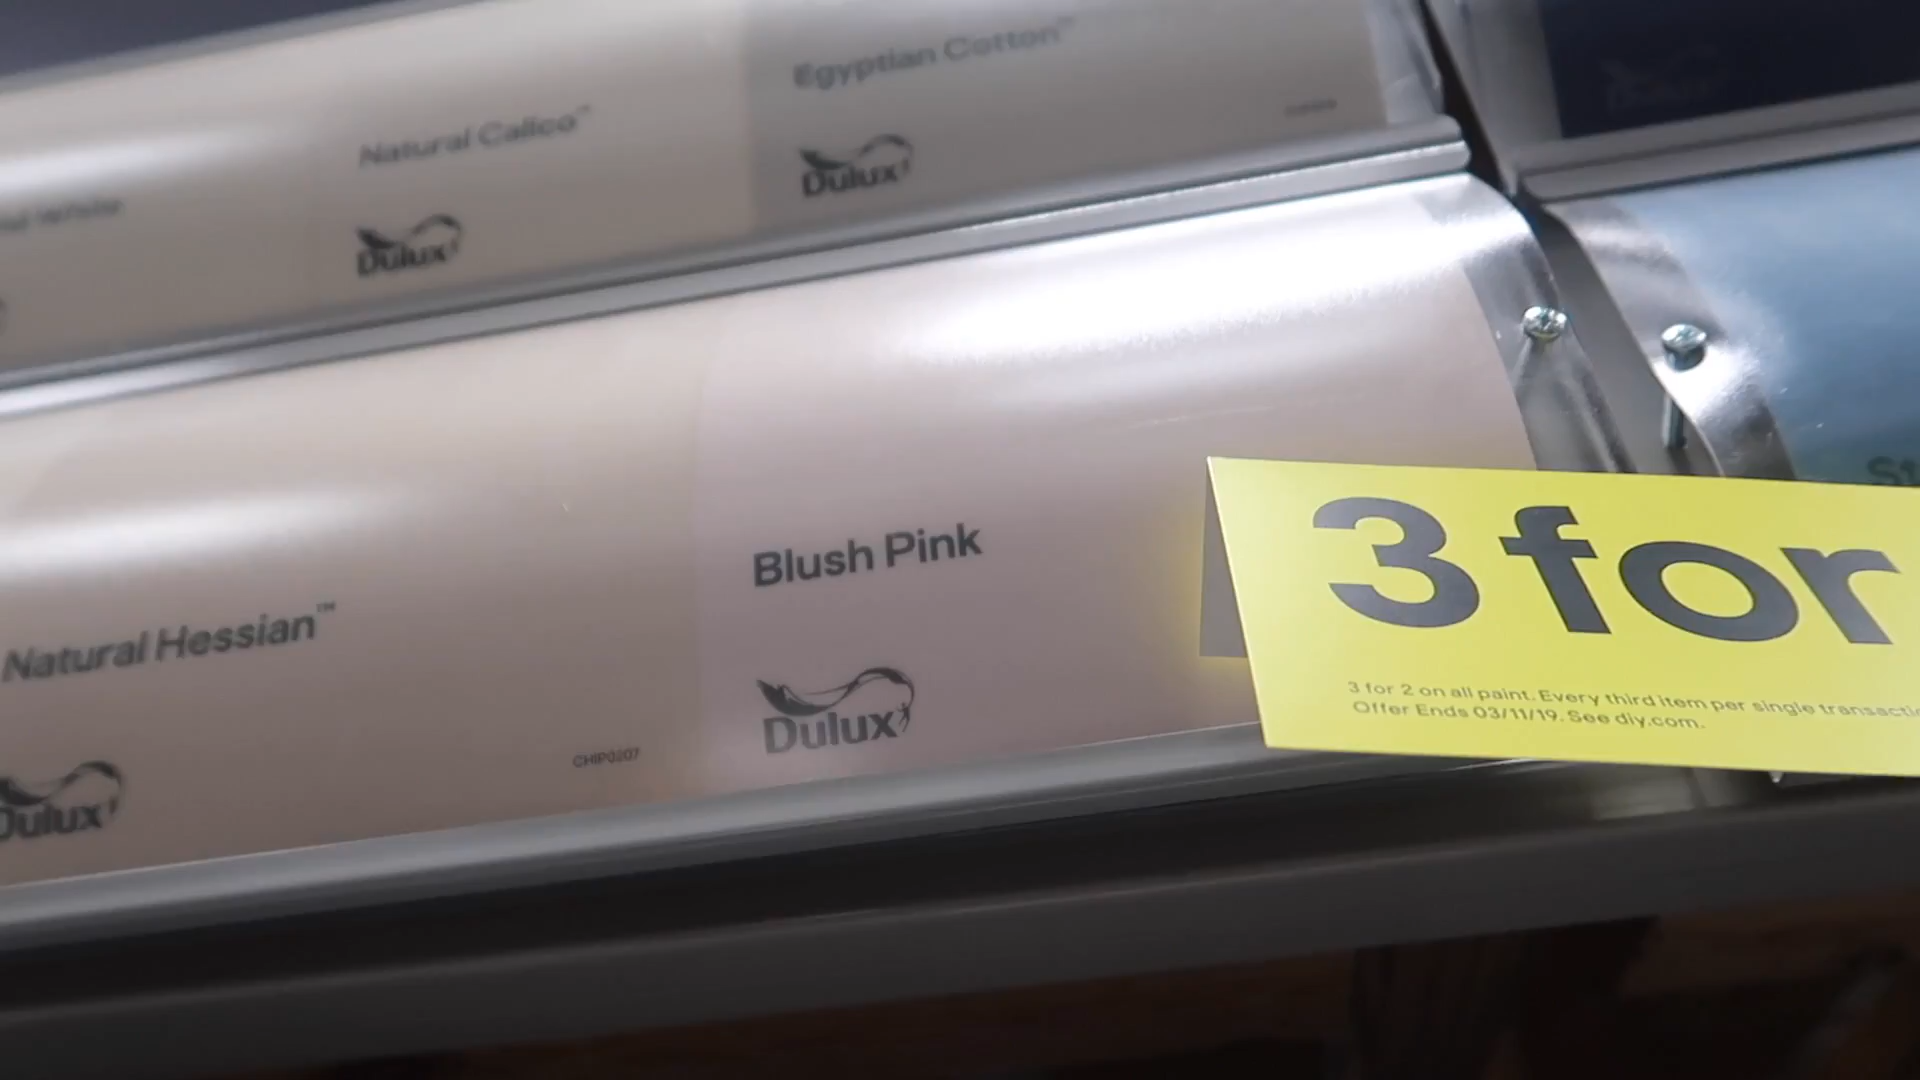 Egyptian Cotton™
Natural Calico™
White
Dulux
Dulux
Blush Pink
Natural Hessian™
Dulux
Dulux
CHIP0207
3 for
3 for 2 on all paint. Every third item per single
Offer Ends 03/11/19. See diy.com.